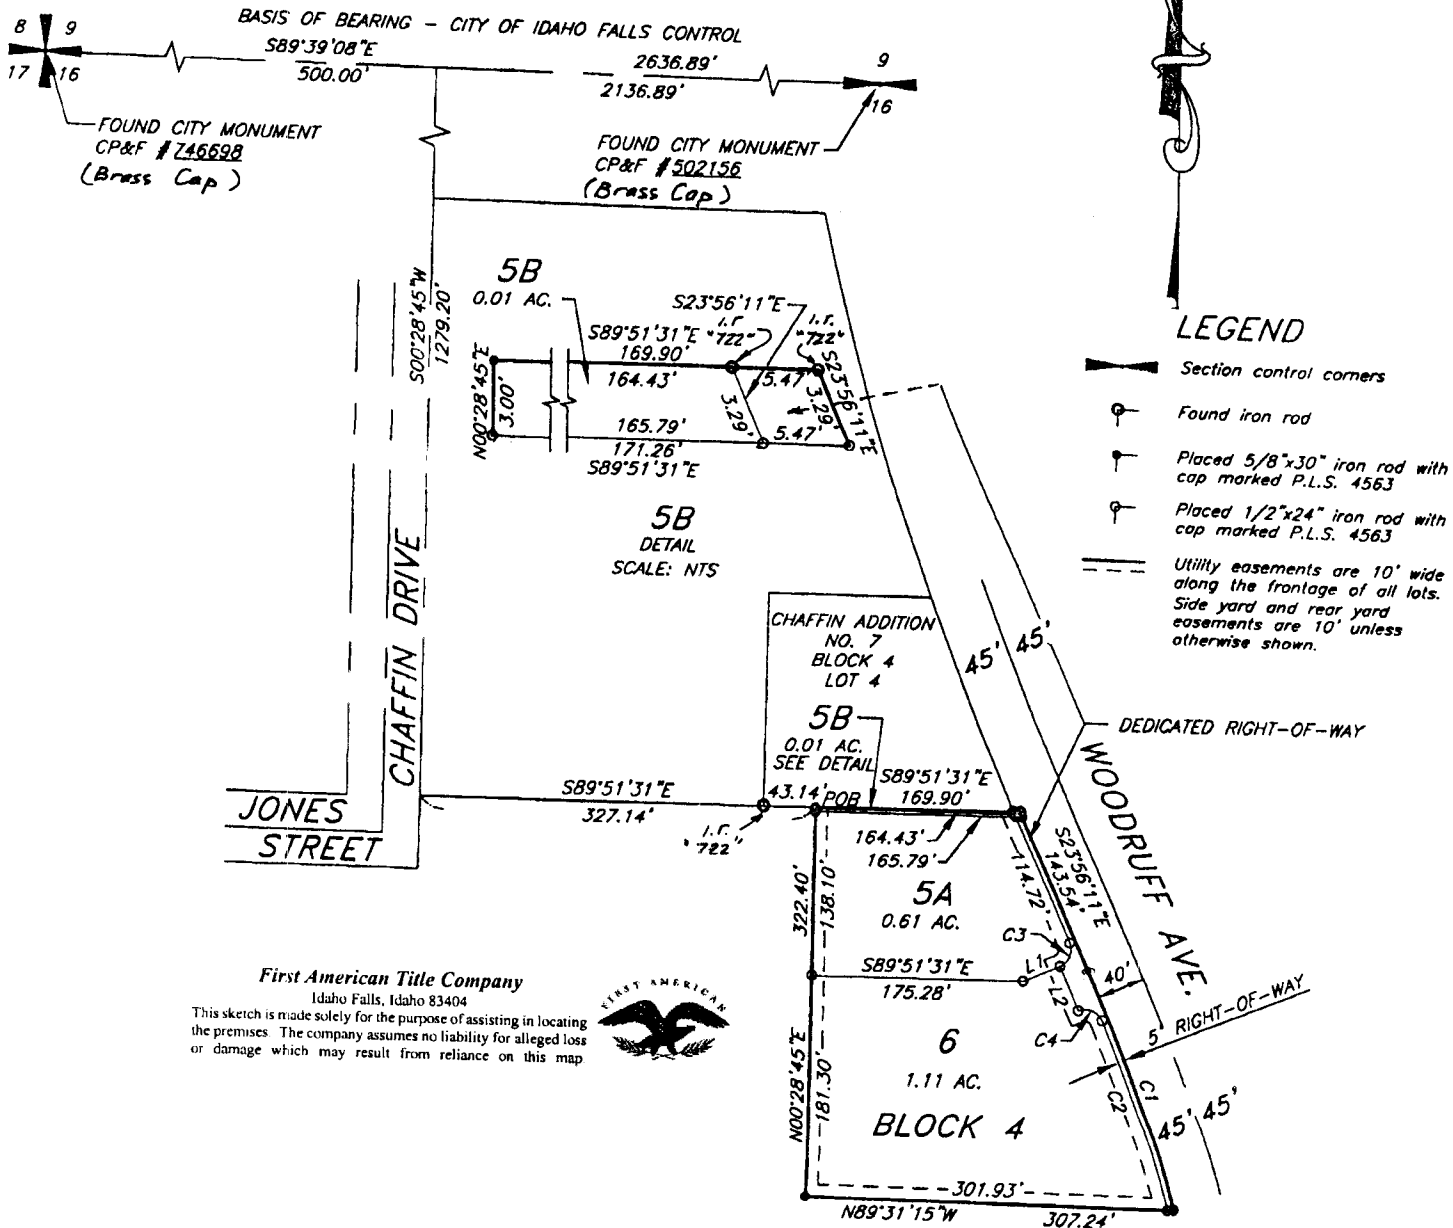 BASIS OF BEARING - CITY OF IDAHO FALLS CONTROL
8 9
17 16
S89°39'08"E
500.00'
2636.89'
2136.89'
9
16
FOUND CITY MONUMENT
CP&F #746698
(Brass Cap)
FOUND CITY MONUMENT
CP&F #502156
(Brass Cap)
S00°28'45"W
1279.20'
5B
0.01 AC.
S23°56'11"E
i.r.
"722"
i.r.
"722"
S89°51'31"E
169.90'
164.43'
5.47'
N00°28'45"E
3.00'
3.29'
3.29'
S23°56'11"E
165.79'
5.47'
171.26'
S89°51'31"E
5B
DETAIL
SCALE: NTS
LEGEND
Section control corners
Found iron rod
Placed 5/8"x30" iron rod with
cap marked P.L.S. 4563
Placed 1/2"x24" iron rod with
cap marked P.L.S. 4563
Utility easements are 10' wide
along the frontage of all lots.
Side yard and rear yard
easements are 10' unless
otherwise shown.
CHAFFIN DRIVE
JONES
STREET
CHAFFIN ADDITION
NO. 7
BLOCK 4
LOT 4
45' 45'
5B
0.01 AC.
SEE DETAIL
DEDICATED RIGHT-OF-WAY
WOODRUFF AVE.
S89°51'31"E
327.14'
43.14'
POB
S89°51'31"E
169.90'
i.r.
"722"
164.43'
165.79'
322.40'
138.10'
5A
0.61 AC.
114.72'
S23°56'11"E
143.54'
C3
L1
S89°51'31"E
175.28'
L2
40'
C4
RIGHT-OF-WAY
5'
6
1.11 AC.
N00°28'45"E
181.30'
C1
C2
BLOCK 4
45' 45'
301.93'
N89°31'15"W
307.24'
First American Title Company
Idaho Falls, Idaho 83404
This sketch is made solely for the purpose of assisting in locating
the premises. The company assumes no liability for alleged loss
or damage which may result from reliance on this map.
FIRST AMERICAN